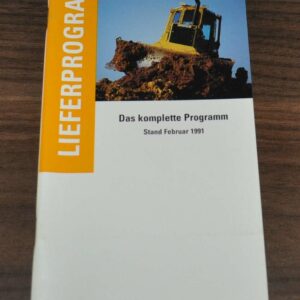 LIEFERPROGRA
Das komplette Programm
Stand Februar 1991